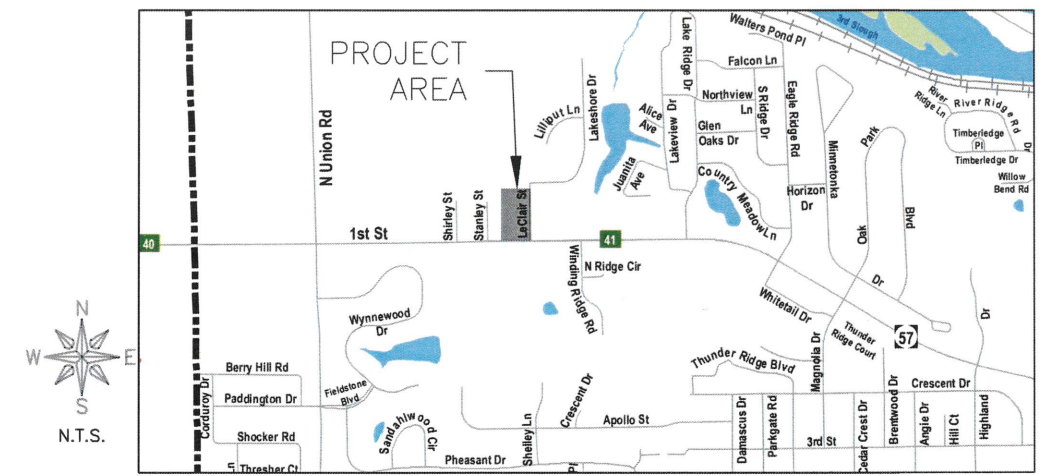 PROJECT
AREA
N Union Rd
Lilliput Ln
Lakeshore Dr
Alice
Ave
Juanita
Ave
Lakeview Dr
Lake Ridge Dr
Walters Pond Pl
3rd Slough
Falcon Ln
Northview
Ln
S Ridge Dr
Glen
Oaks Dr
Eagle Ridge Rd
Country Meadow Ln
Horizon
Dr
Minnetonka
Dr
Oak
Park
Blvd
River
Ridge Ln
River Ridge Rd
Timberledge
Pl
Timberledge Dr
Dr
Willow
Bend Rd
Shirley St
Stanley St
LeClair St
40
1st St
41
N Ridge Cir
Winding Ridge Rd
Whitetail Dr
Thunder
Ridge Court
57
Wynnewood
Dr
N
W
E
S
N.T.S.
Berry Hill Rd
Corduroy Dr
Paddington Dr
Fieldstone
Blvd
Shocker Rd
Thresher Ct
Ln
Sandahlwood Cir
Pheasant Dr
Shelley Ln
Crescent Dr
Apollo St
Pl
Thunder Ridge Blvd
Magnolia Dr
Damascus Dr
Parkgate Rd
3rd St
Cedar Crest Dr
Brentwood Dr
Angie Dr
Hill Ct
Crescent Dr
Highland
Dr